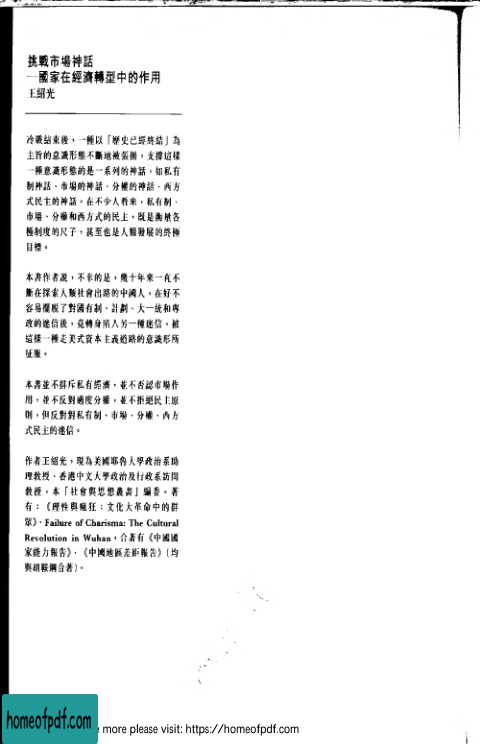 挑戰市場神話
—國家在經濟轉型中的作用
王紹光
冷戰結束後，一種以「歷史已經終結」為
主旨的意識形態不斷地被張揚，支撐這樣
一種意識形態的是一系列的神話，如私有
制神話、市場的神話、分權的神話、西方
式民主的神話。在不少人看來，私有制、
市場、分權和西方式的民主，既是衡量各
種制度的尺子，甚至也是人類發展的終極
目標。
本書作者說，不幸的是，幾十年來一直不
斷在探索人類社會出路的中國人，在好不
容易擺脫了對國有制、計劃、大一統和專
政的迷信後，竟轉身陷入另一種迷信，被
這樣一種走美式資本主義道路的意識形所
征服。
本書並不排斥私有經濟，並不否認市場作
用，並不反對適度分權，並不拒絕民主原
則，但反對對私有制、市場、分權、西方
式民主的迷信。
作者王紹光，現為美國耶魯大學政治系助
理教授、香港中文大學政治及行政系訪問
教授，本「社會與思想叢書」編委。著
有：《理性與瘋狂：文化大革命中的群
眾》、Failure of Charisma: The Cultural
Revolution in Wuhan，合著有《中國國
家能力報告》、《中國地區差距報告》（均
與胡鞍鋼合著）。
homeofpdf.com
e more please visit: https://homeofpdf.com